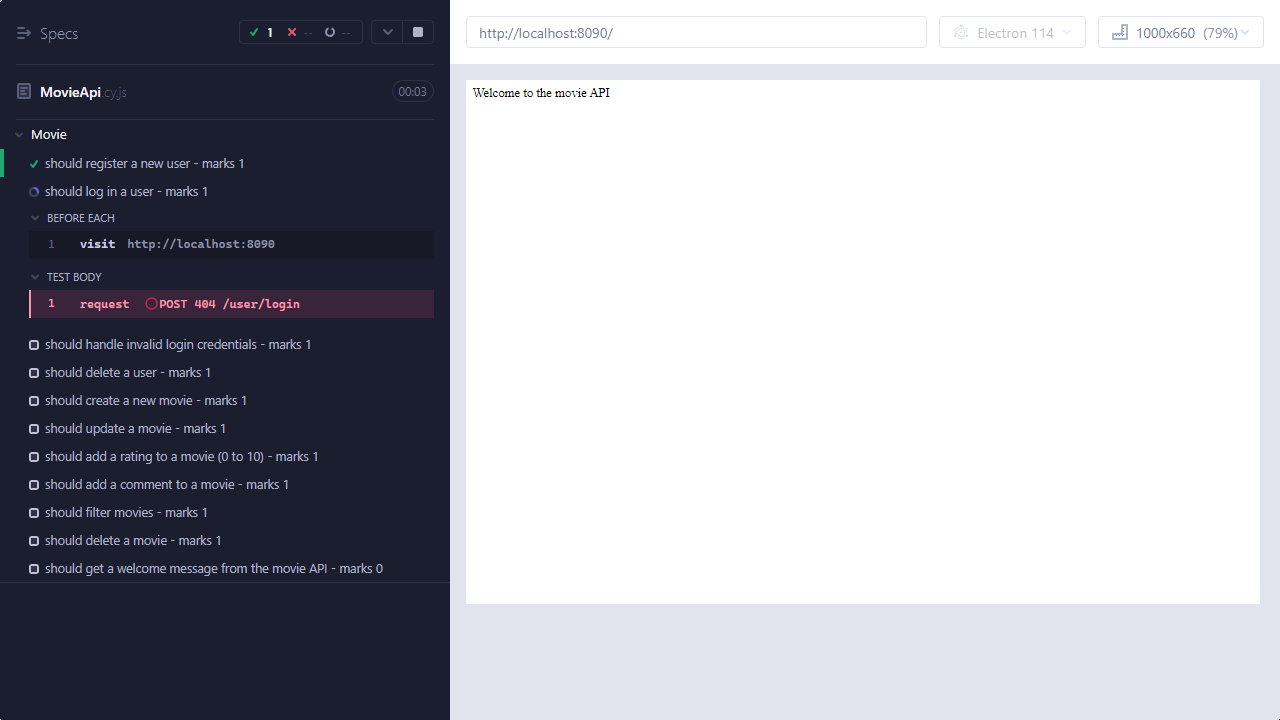 Specs
1 -- --
MovieApi.cy.js
00:03
Movie
should register a new user - marks 1
should log in a user - marks 1
BEFORE EACH
1 visit http://localhost:8090
TEST BODY
1 request POST 404 /user/login
should handle invalid login credentials - marks 1
should delete a user - marks 1
should create a new movie - marks 1
should update a movie - marks 1
should add a rating to a movie (0 to 10) - marks 1
should add a comment to a movie - marks 1
should filter movies - marks 1
should delete a movie - marks 1
should get a welcome message from the movie API - marks 0
http://localhost:8090/
Electron 114
1000x660 (79%)
Welcome to the movie API